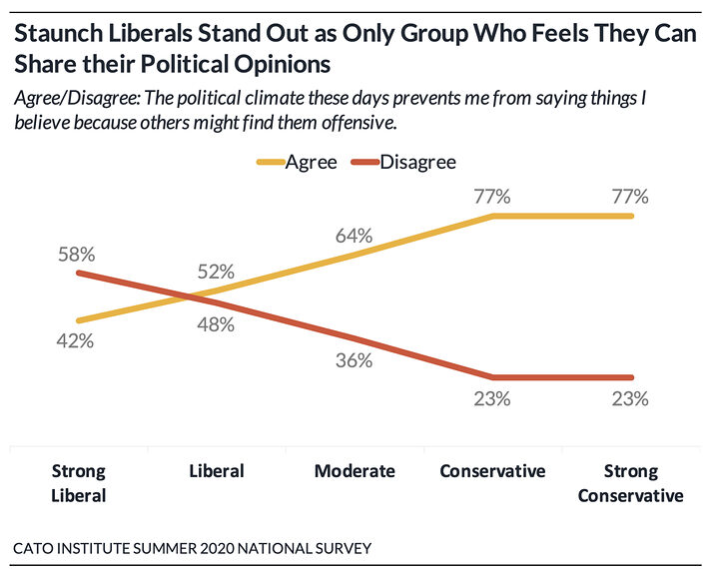 Staunch Liberals Stand Out as Only Group Who Feels They Can
Share their Political Opinions
Agree/Disagree: The political climate these days prevents me from saying things I
believe because others might find them offensive.
Agree Disagree
77% 77%
64%
58%
52%
42%
48%
36%
23% 23%
Strong Liberal Moderate Conservative Strong
Liberal Conservative
CATO INSTITUTE SUMMER 2020 NATIONAL SURVEY